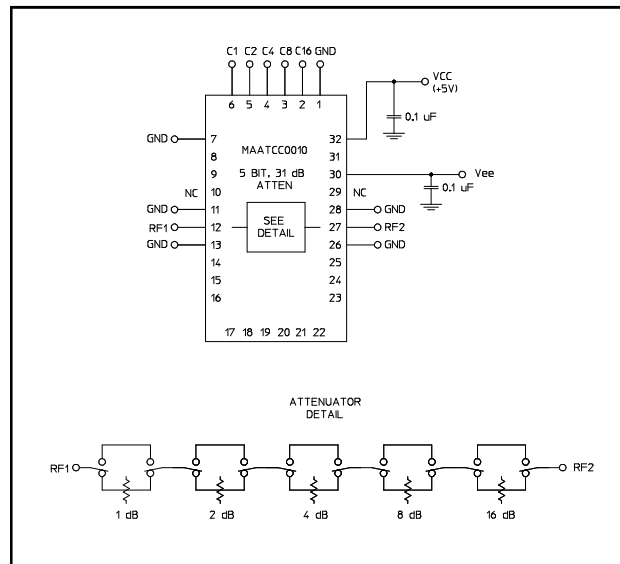 C1 C2 C4 C8 C16 GND
6 5 4 3 2 1
VCC
(+5V)
0.1 uF
GND 7 32
MAATCC0010
8 31
9 5 BIT, 31 dB 30 Vee
ATTEN
NC 10 29 NC
0.1 uF
GND 11 28 GND
RF1 12 SEE 27 RF2
DETAIL
GND 13 26 GND
14 25
15 24
16 23
17 18 19 20 21 22
ATTENUATOR
DETAIL
RF1 RF2
1 dB 2 dB 4 dB 8 dB 16 dB